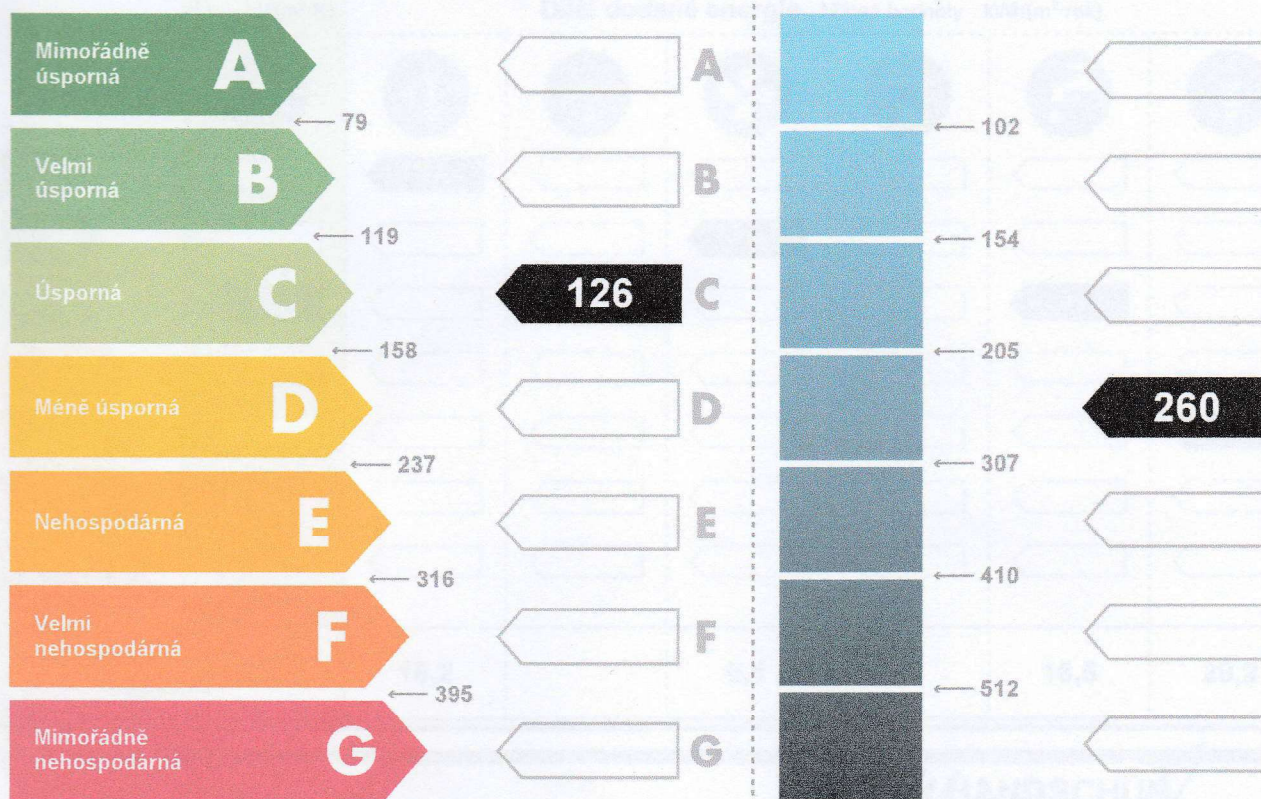 Mimořádně
úsporná
A
A
79
102
Velmi
úsporná
B
B
119
154
Úsporná
C
126
C
158
205
Méně úsporná
D
D
260
237
307
Nehospodárná
E
E
316
410
Velmi
nehospodárná
F
F
395
512
Mimořádně
nehospodárná
G
G